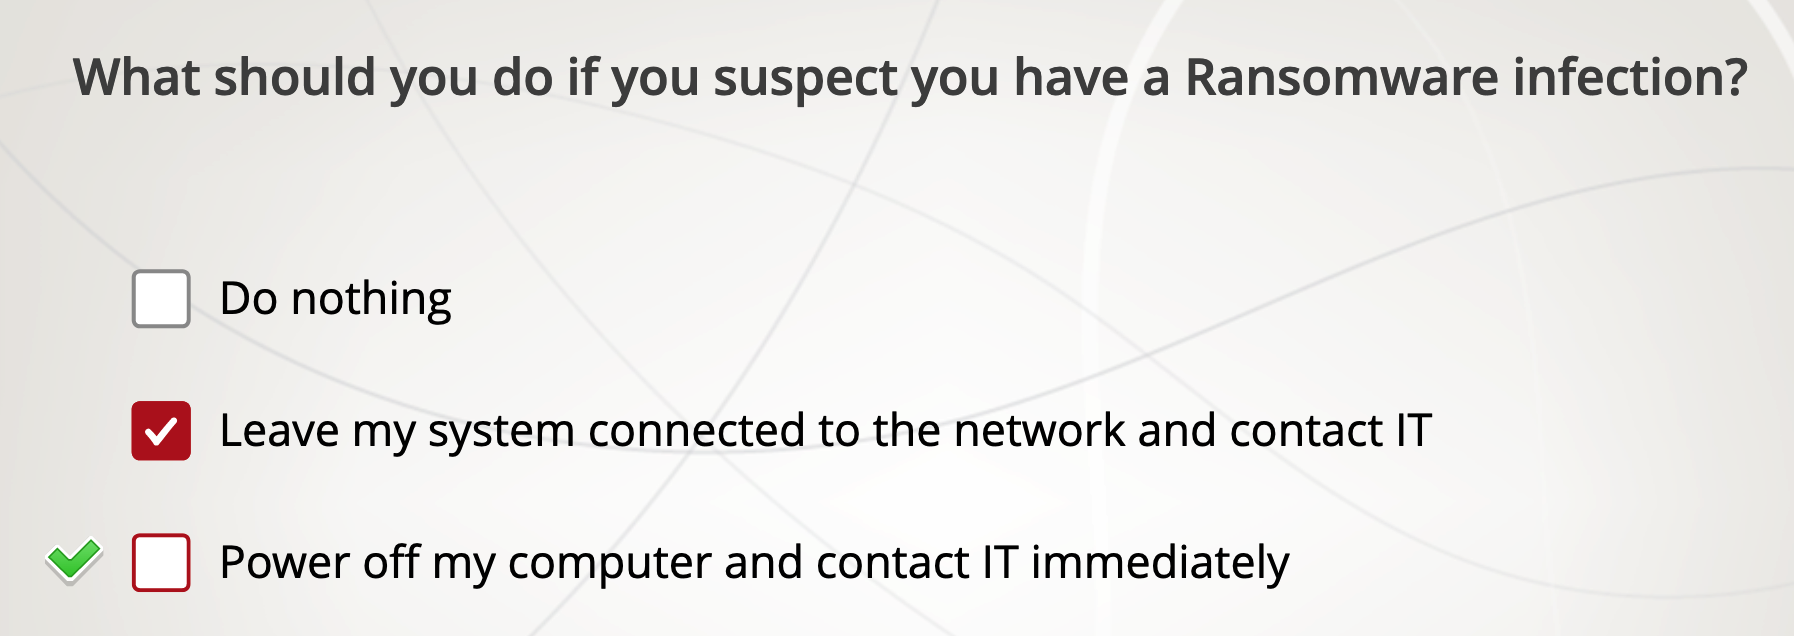 What should you do if you suspect you have a Ransomware infection?
Do nothing
Leave my system connected to the network and contact IT
Power off my computer and contact IT immediately